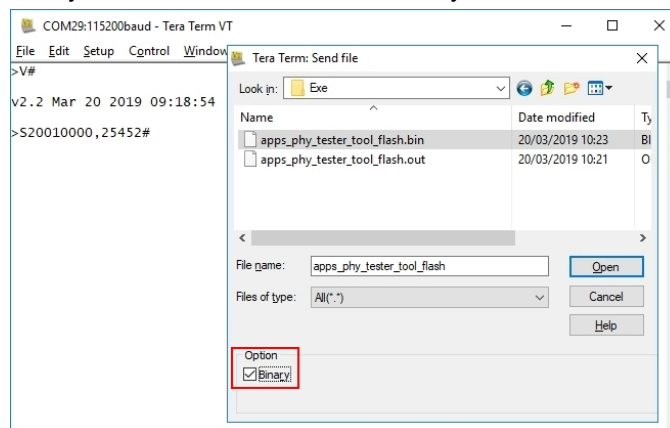 COM29:115200baud - Tera Term VT
File Edit Setup Control Window
>V#
v2.2 Mar 20 2019 09:18:54
>S20010000,25452#
Tera Term: Send file
Look in: Exe
Name Date modified Ty
apps_phy_tester_tool_flash.bin 20/03/2019 10:23 BI
apps_phy_tester_tool_flash.out 20/03/2019 10:21 O
File name: apps_phy_tester_tool_flash Open
Files of type: All(*.*) Cancel
Help
Option
Binary